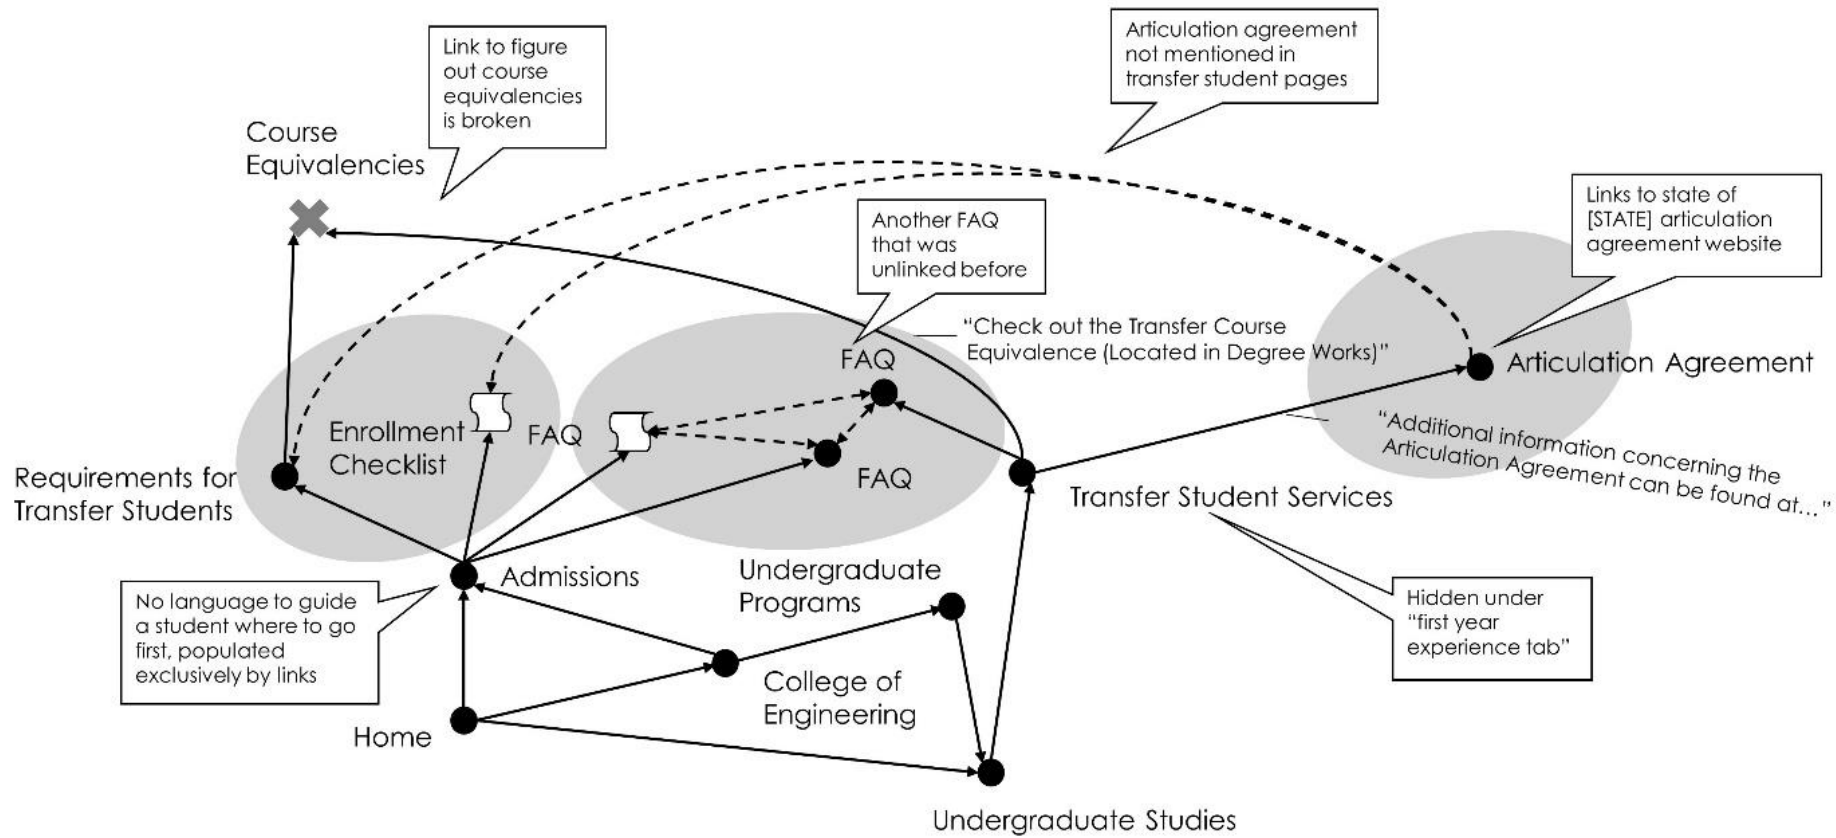 Link to figure
out course
equivalencies
is broken
Articulation agreement
not mentioned in
transfer student pages
Course
Equivalencies
Links to state of
[STATE] articulation
agreement website
Another FAQ
that was
unlinked before
"Check out the Transfer Course
Equivalence (Located in Degree Works)"
FAQ
Articulation Agreement
Enrollment
Checklist
FAQ
FAQ
"Additional information concerning the
Articulation Agreement can be found at…"
Requirements for
Transfer Students
Transfer Student Services
Admissions
Undergraduate
Programs
No language to guide
a student where to go
first, populated
exclusively by links
Hidden under
"first year
experience tab"
College of
Engineering
Home
Undergraduate Studies